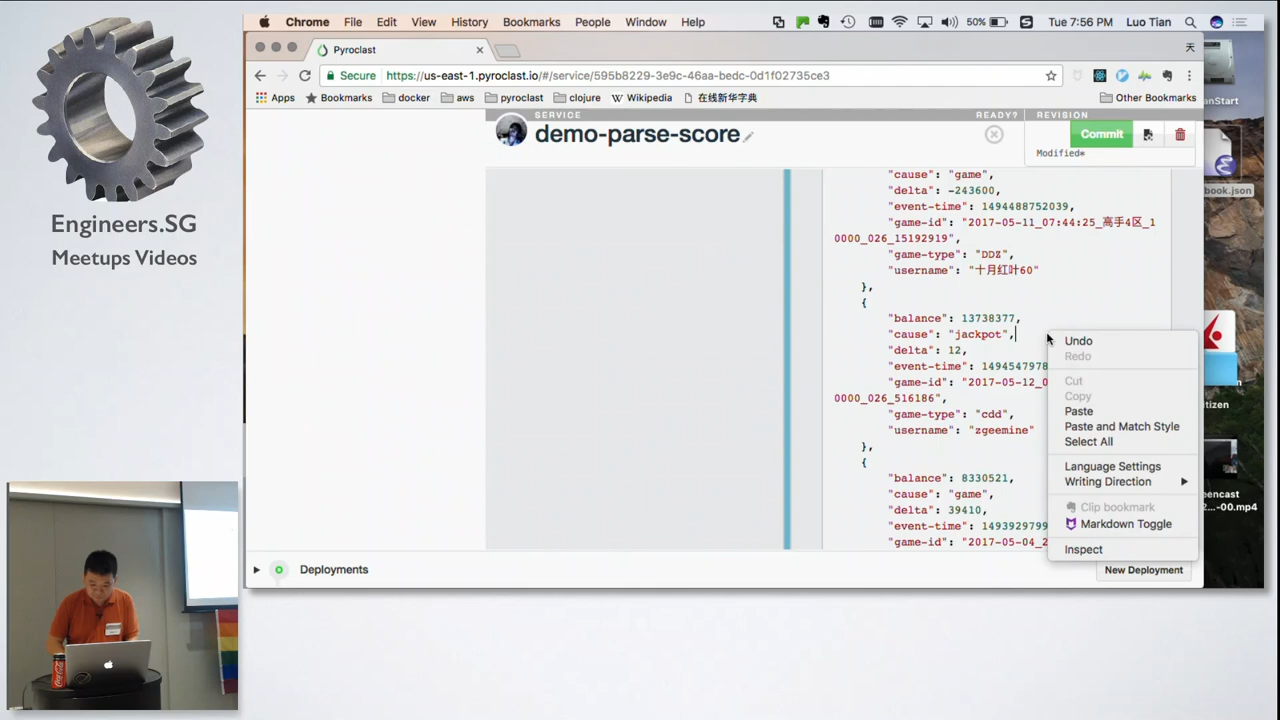 Engineers.SG
Meetups Videos
Chrome File Edit View History Bookmarks People Window Help 50% Tue 7:56 PM Luo Tian
Pyroclast 天
Secure https://us-east-1.pyroclast.io/#/service/595b8229-3e9c-46aa-bedc-0d1f02735ce3
Apps Bookmarks docker aws pyroclast clojure Wikipedia 在线新华字典 Other Bookmarks
SERVICE READY? REVISION
demo-parse-score Commit
Modified*
"cause": "game",
"delta": -243600,
"event-time": 1494488752039,
"game-id": "2017-05-11_07:44:25_高手4区_1
0000_026_15192919",
"game-type": "DDZ",
"username": "十月红叶60"
},
{
"balance": 13738377,
"cause": "jackpot",
"delta": 12,
"event-time": 1494547978
"game-id": "2017-05-12_0
0000_026_516186",
"game-type": "cdd",
"username": "zgeemine"
},
{
"balance": 8330521,
"cause": "game",
"delta": 39410,
"event-time": 1493929799
"game-id": "2017-05-04_2
Undo
Redo
Cut
Copy
Paste
Paste and Match Style
Select All
Language Settings
Writing Direction
Clip bookmark
Markdown Toggle
Inspect
Deployments New Deployment
anStart
book.json
itizen
eencast
2...-00.mp4
Coca-Cola